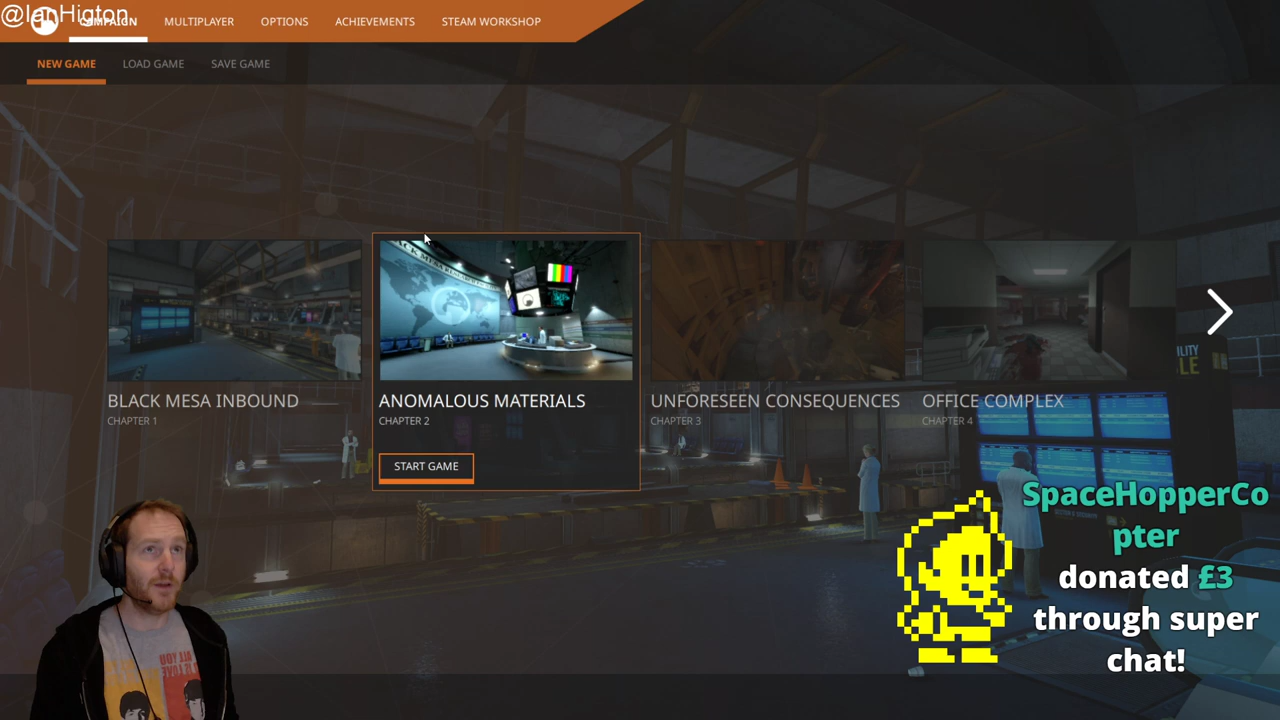 @IanHigton
CAMPAIGN MULTIPLAYER OPTIONS ACHIEVEMENTS STEAM WORKSHOP
NEW GAME LOAD GAME SAVE GAME
BLACK MESA INBOUND
CHAPTER 1
ANOMALOUS MATERIALS
CHAPTER 2
START GAME
UNFORESEEN CONSEQUENCES
CHAPTER 3
OFFICE COMPLEX
CHAPTER 4
SpaceHopperCo
pter
donated £3
through super
chat!